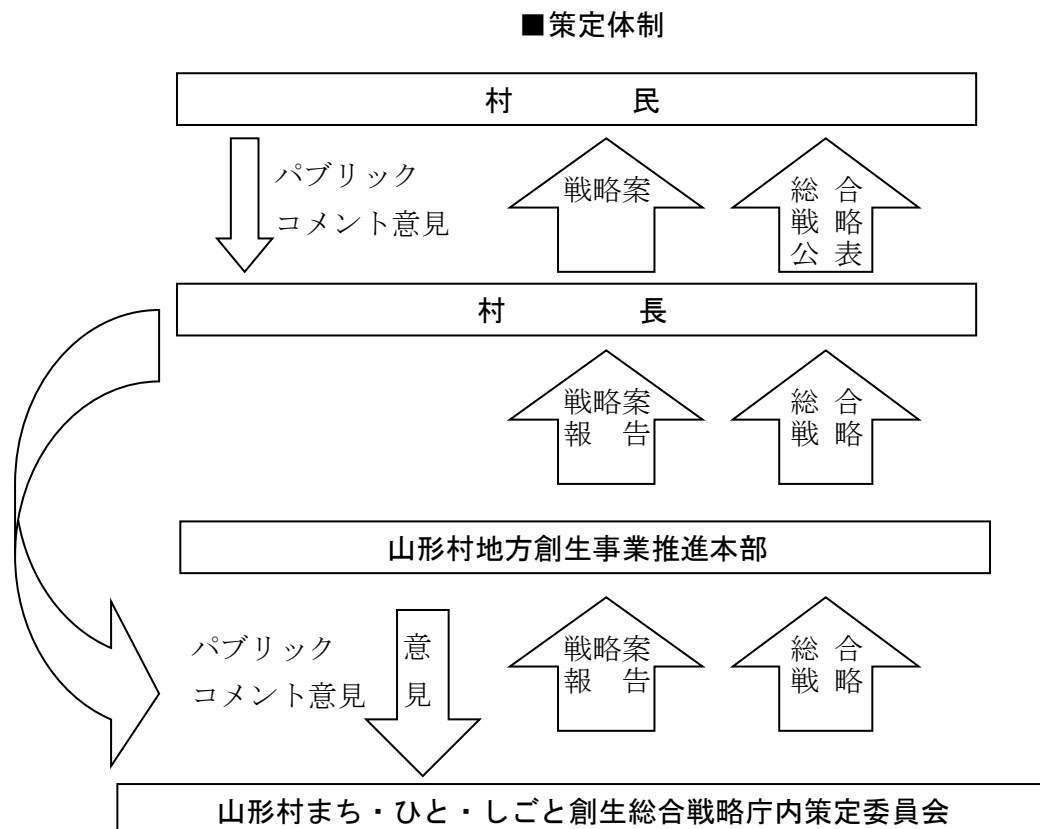 ■策定体制
村　民
パブリック
コメント意見
戦略案
総合
戦略
公表
村　長
戦略案
報告
総合
戦略
山形村地方創生事業推進本部
パブリック
コメント意見
意
見
戦略案
報告
総合
戦略
山形村まち・ひと・しごと創生総合戦略庁内策定委員会